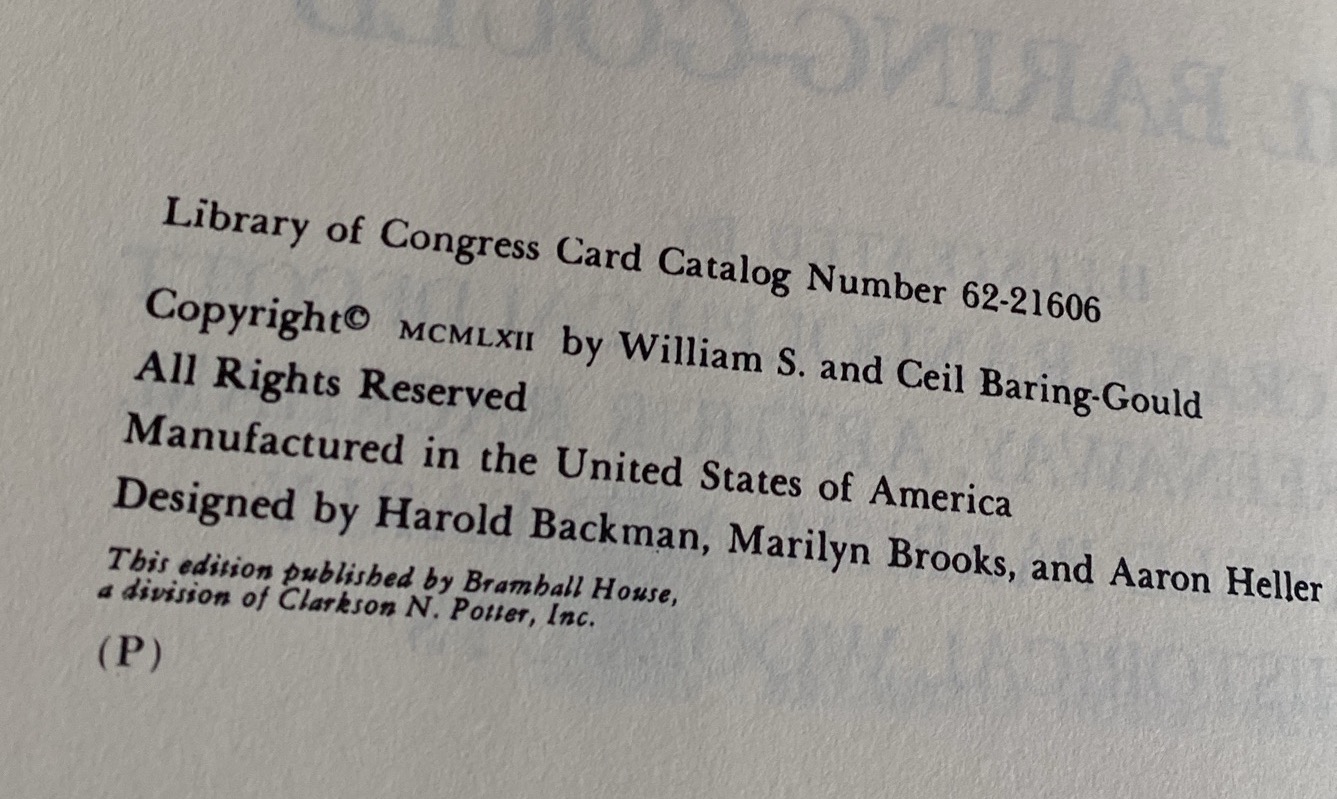 BARING-GOULD
Library of Congress Card Catalog Number 62-21606
Copyright© MCMLXII by William S. and Ceil Baring-Gould
All Rights Reserved
Manufactured in the United States of America
Designed by Harold Backman, Marilyn Brooks, and Aaron Heller
This edition published by Bramhall House,
a division of Clarkson N. Potter, Inc.
(P)